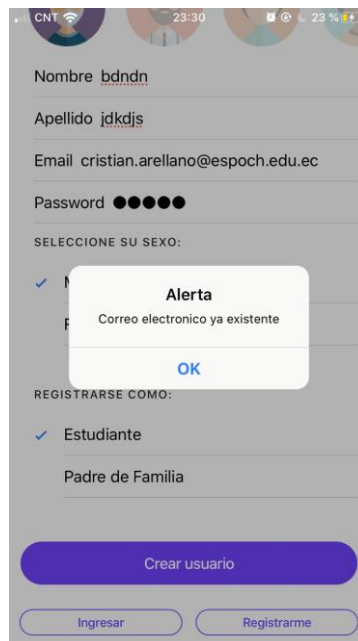 CNT 23:30 23 %
Nombre bdndn
Apellido jdkdjs
Email cristian.arellano@espoch.edu.ec
Password ●●●●●
SELECCIONE SU SEXO:
Alerta
Correo electronico ya existente
OK
REGISTRARSE COMO:
Estudiante
Padre de Familia
Crear usuario
Ingresar Registrarme